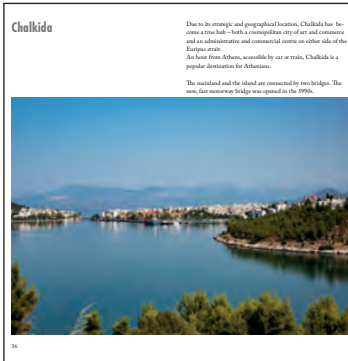 Chalkida
Due to its strategic and geographical location, Chalkida has be-
come a true hub – both a cosmopolitan city of art and commerce
and an administrative and commercial centre on either side of the
Euripus strait.
An hour from Athens, accessible by car or train, Chalkida is a
popular destination for Athenians.
The mainland and the island are connected by two bridges. The
new, fast motorway bridge was opened in the 1990s.
36